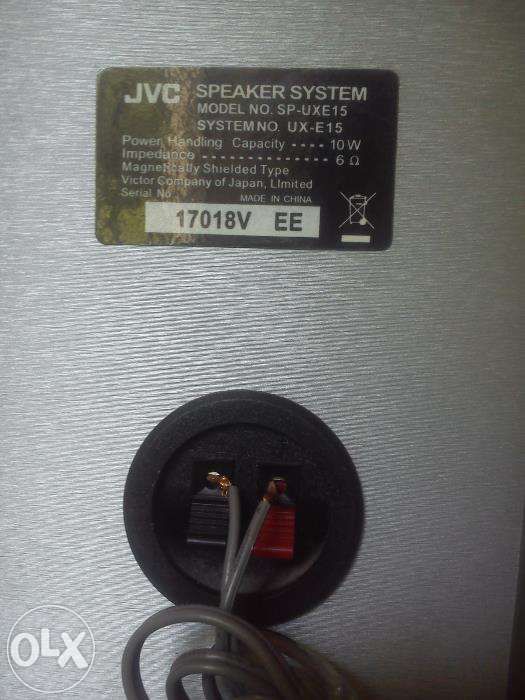 JVC SPEAKER SYSTEM
MODEL NO. SP-UXE15
SYSTEM NO. UX-E15
Power Handling Capacity ---- 10W
Impedance -------------- 6 Ω
Magnetically Shielded Type
Victor Company of Japan, LImited
Serial No. MADE IN CHINA
17018V EE
OLX